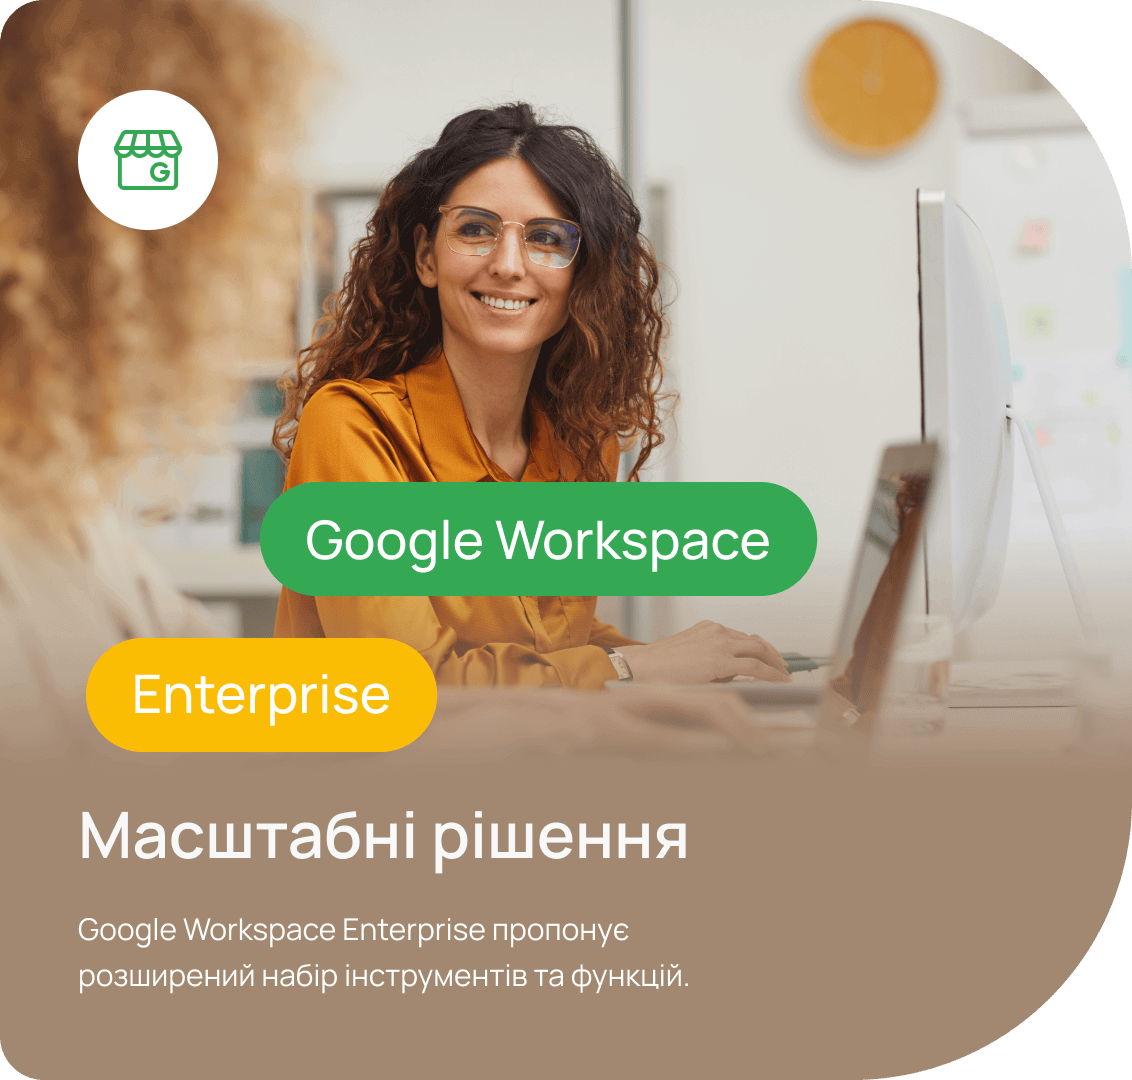 G
Google Workspace
Enterprise
Масштабні рішення
Google Workspace Enterprise пропонує
розширений набір інструментів та функцій.